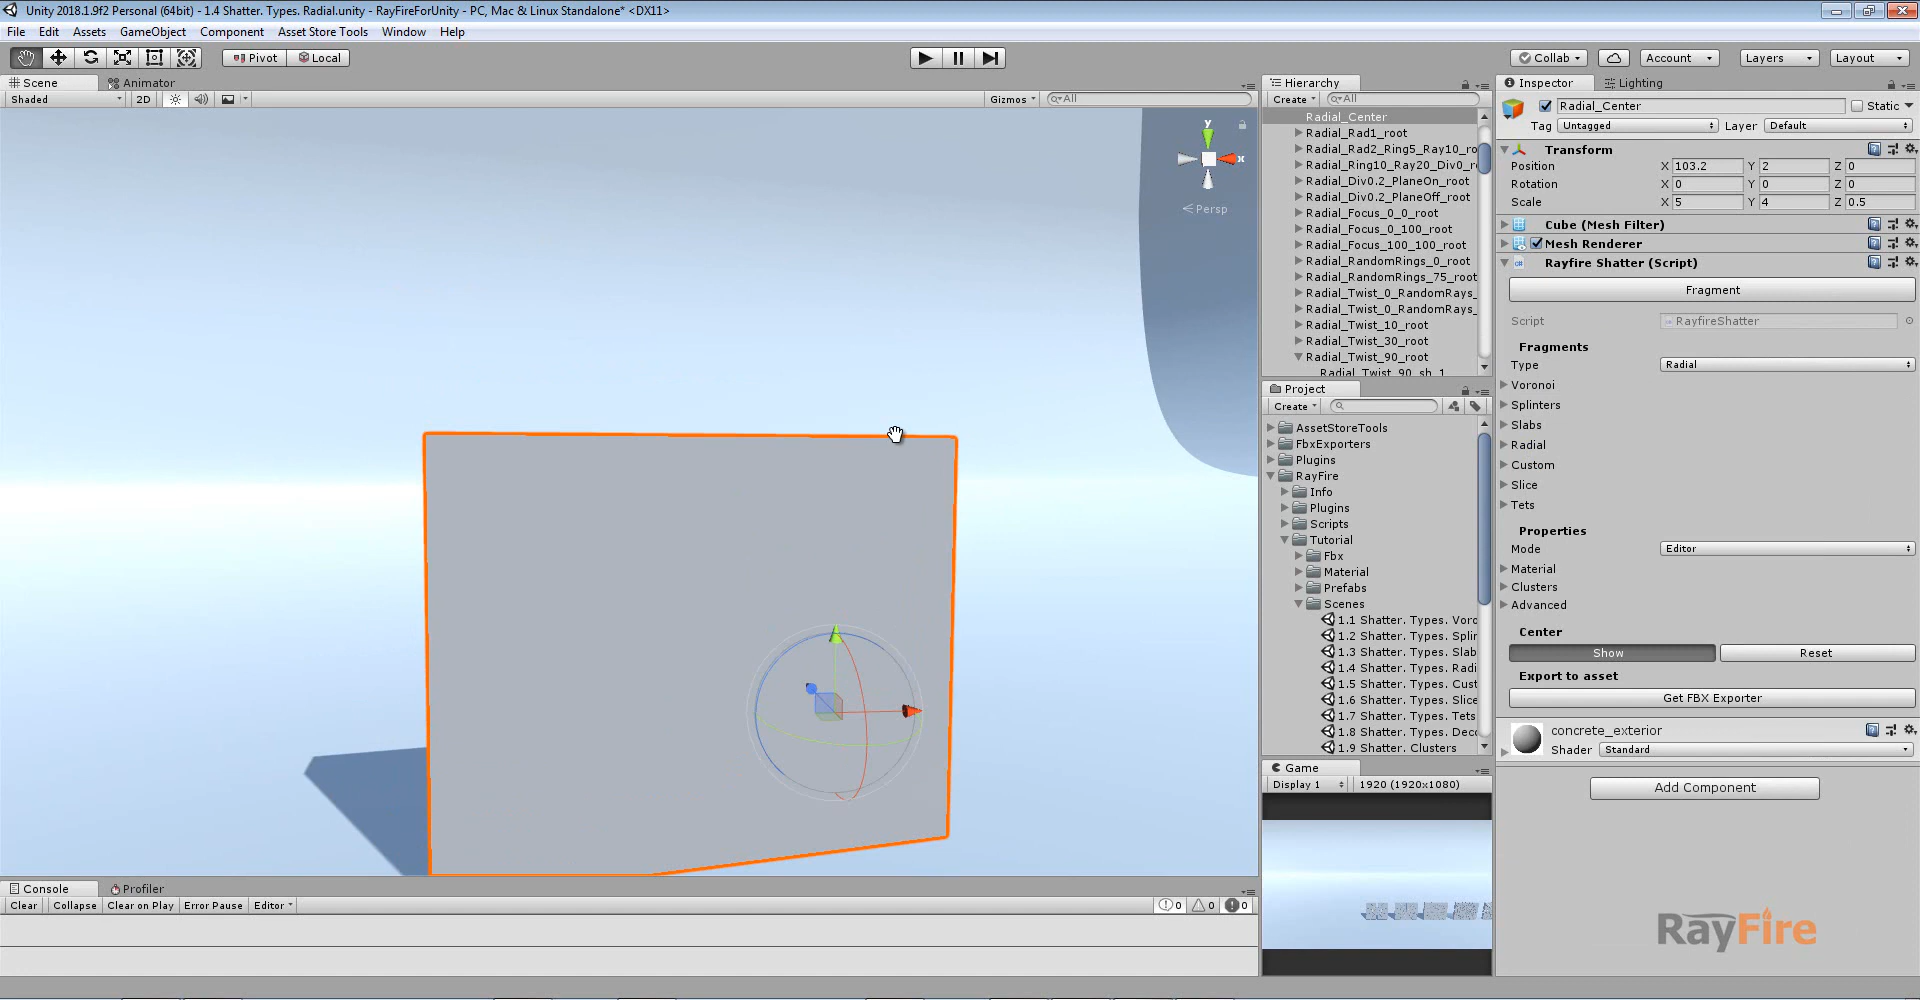 Unity 2018.1.9f2 Personal (64bit) - 1.4 Shatter. Types. Radial.unity - RayFireForUnity - PC, Mac & Linux Standalone* <DX11>
File Edit Assets GameObject Component Asset Store Tools Window Help
Pivot Local Collab Account Layers Layout
Scene Animator
Shaded 2D Gizmos All
y
x
Persp
Hierarchy
Create All
Radial_Center
Radial_Rad1_root
Radial_Rad2_Ring5_Ray10_ro
Radial_Ring10_Ray20_Div0_r
Radial_Div0.2_PlaneOn_root
Radial_Div0.2_PlaneOff_root
Radial_Focus_0_0_root
Radial_Focus_0_100_root
Radial_Focus_100_100_root
Radial_RandomRings_0_root
Radial_RandomRings_75_root
Radial_Twist_0_RandomRays_
Radial_Twist_0_RandomRays_
Radial_Twist_10_root
Radial_Twist_30_root
Radial_Twist_90_root
Radial_Twist_90_sh_1
Project
Create
AssetStoreTools
FbxExporters
Plugins
RayFire
Info
Plugins
Scripts
Tutorial
Fbx
Material
Prefabs
Scenes
1.1 Shatter. Types. Voro
1.2 Shatter. Types. Splir
1.3 Shatter. Types. Slab
1.4 Shatter. Types. Radi
1.5 Shatter. Types. Cust
1.6 Shatter. Types. Slice
1.7 Shatter. Types. Tets
1.8 Shatter. Types. Deco
1.9 Shatter. Clusters
Game
Display 1 1920 (1920x1080)
Inspector Lighting
Radial_Center Static
Tag Untagged Layer Default
Transform
Position X 103.2 Y 2 Z 0
Rotation X 0 Y 0 Z 0
Scale X 5 Y 4 Z 0.5
Cube (Mesh Filter)
Mesh Renderer
Rayfire Shatter (Script)
Fragment
Script RayfireShatter
Fragments
Type Radial
Voronoi
Splinters
Slabs
Radial
Custom
Slice
Tets
Properties
Mode Editor
Material
Clusters
Advanced
Center
Show Reset
Export to asset
Get FBX Exporter
concrete_exterior
Shader Standard
Add Component
RayFire
Console Profiler
Clear Collapse Clear on Play Error Pause Editor 0 0 0